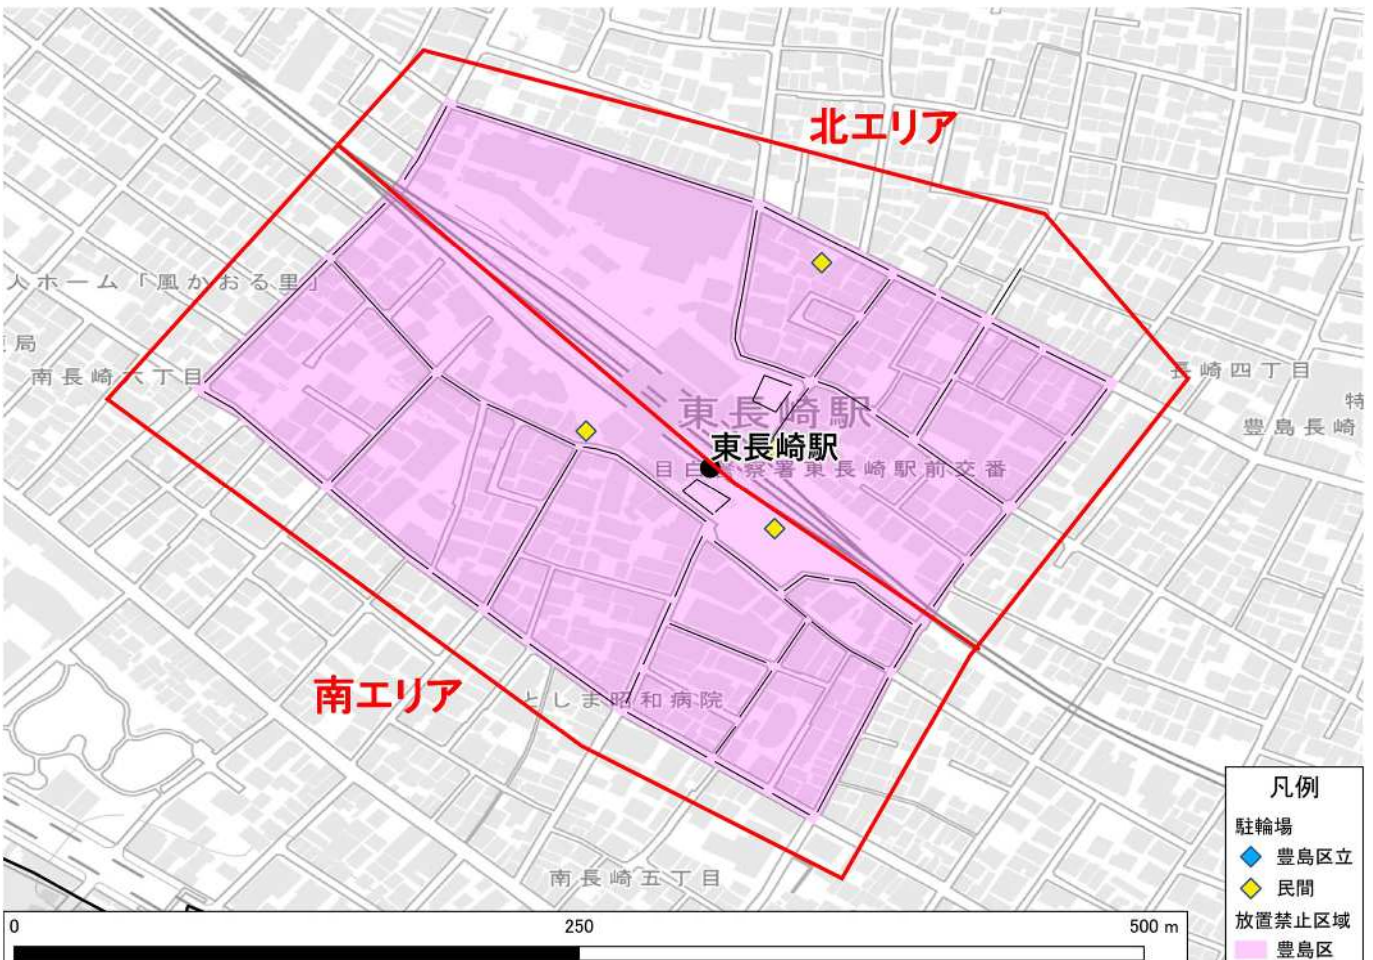 北エリア
人ホーム「風かおる里」
局
南長崎六丁目
長崎四丁目
特
豊島長崎
東長崎駅
東長崎駅
目白警察署東長崎駅前交番
南エリア
としま昭和病院
南長崎五丁目
凡例
駐輪場
豊島区立
民間
放置禁止区域
豊島区
0 250 500 m